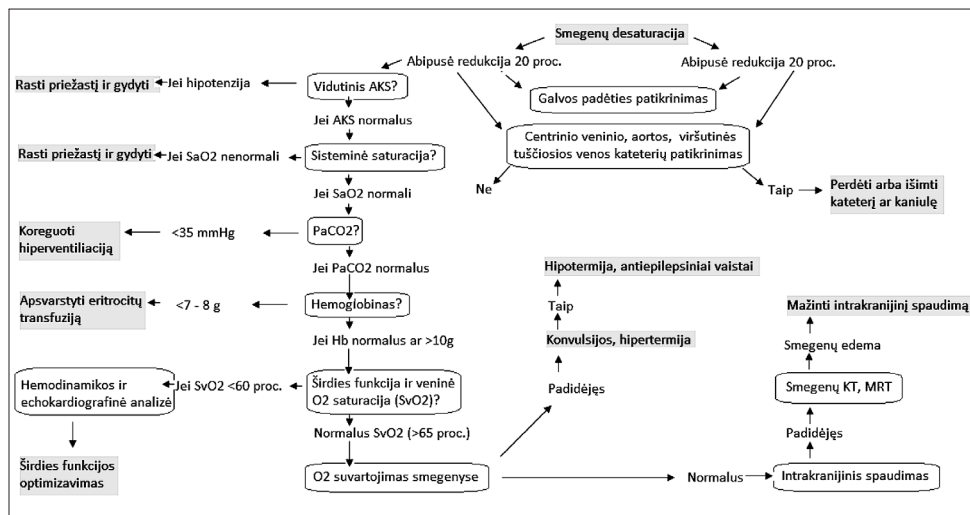 Smegenų desaturacija
Abipusė redukcija 20 proc.
Abipusė redukcija 20 proc.
Rasti priežastį ir gydyti
Jei hipotenzija
Vidutinis AKS?
Galvos padėties patikrinimas
Jei AKS normalus
Centrinio veninio, aortos, viršutinės
tuščiosios venos kateterių patikrinimas
Rasti priežastį ir gydyti
Jei SaO2 nenormali
Sisteminė saturacija?
Ne
Taip
Perdėti arba išimti
kateterį ar kaniulę
Jei SaO2 normali
Koreguoti
hiperventiliaciją
<35 mmHg
PaCO2?
Jei PaCO2 normalus
Hipotermija, antiepilepsiniai vaistai
Apsvarstyti eritrocitų
transfuziją
<7 - 8 g
Hemoglobinas?
Taip
Mažinti intrakranijinį spaudimą
Jei Hb normalus ar >10g
Konvulsijos, hipertermija
Smegenų edema
Hemodinamikos ir
echokardiografinė analizė
Jei SvO2 <60 proc.
Širdies funkcija ir veninė
O2 saturacija (SvO2)?
Padidėjęs
Smegenų KT, MRT
Normalus SvO2 (>65 proc.)
Padidėjęs
Širdies funkcijos
optimizavimas
O2 suvartojimas smegenyse
Normalus
Intrakranijinis spaudimas